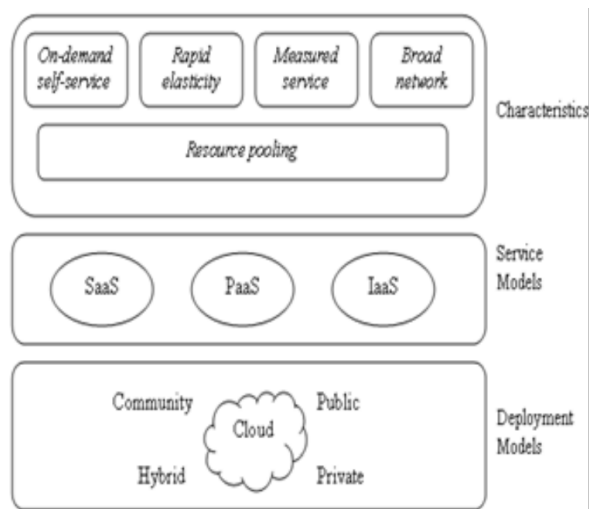 On-demand
self-service
Rapid
elasticity
Measured
service
Broad
network
Resource pooling
Characteristics
SaaS
PaaS
IaaS
Service
Models
Community
Public
Cloud
Hybrid
Private
Deployment
Models